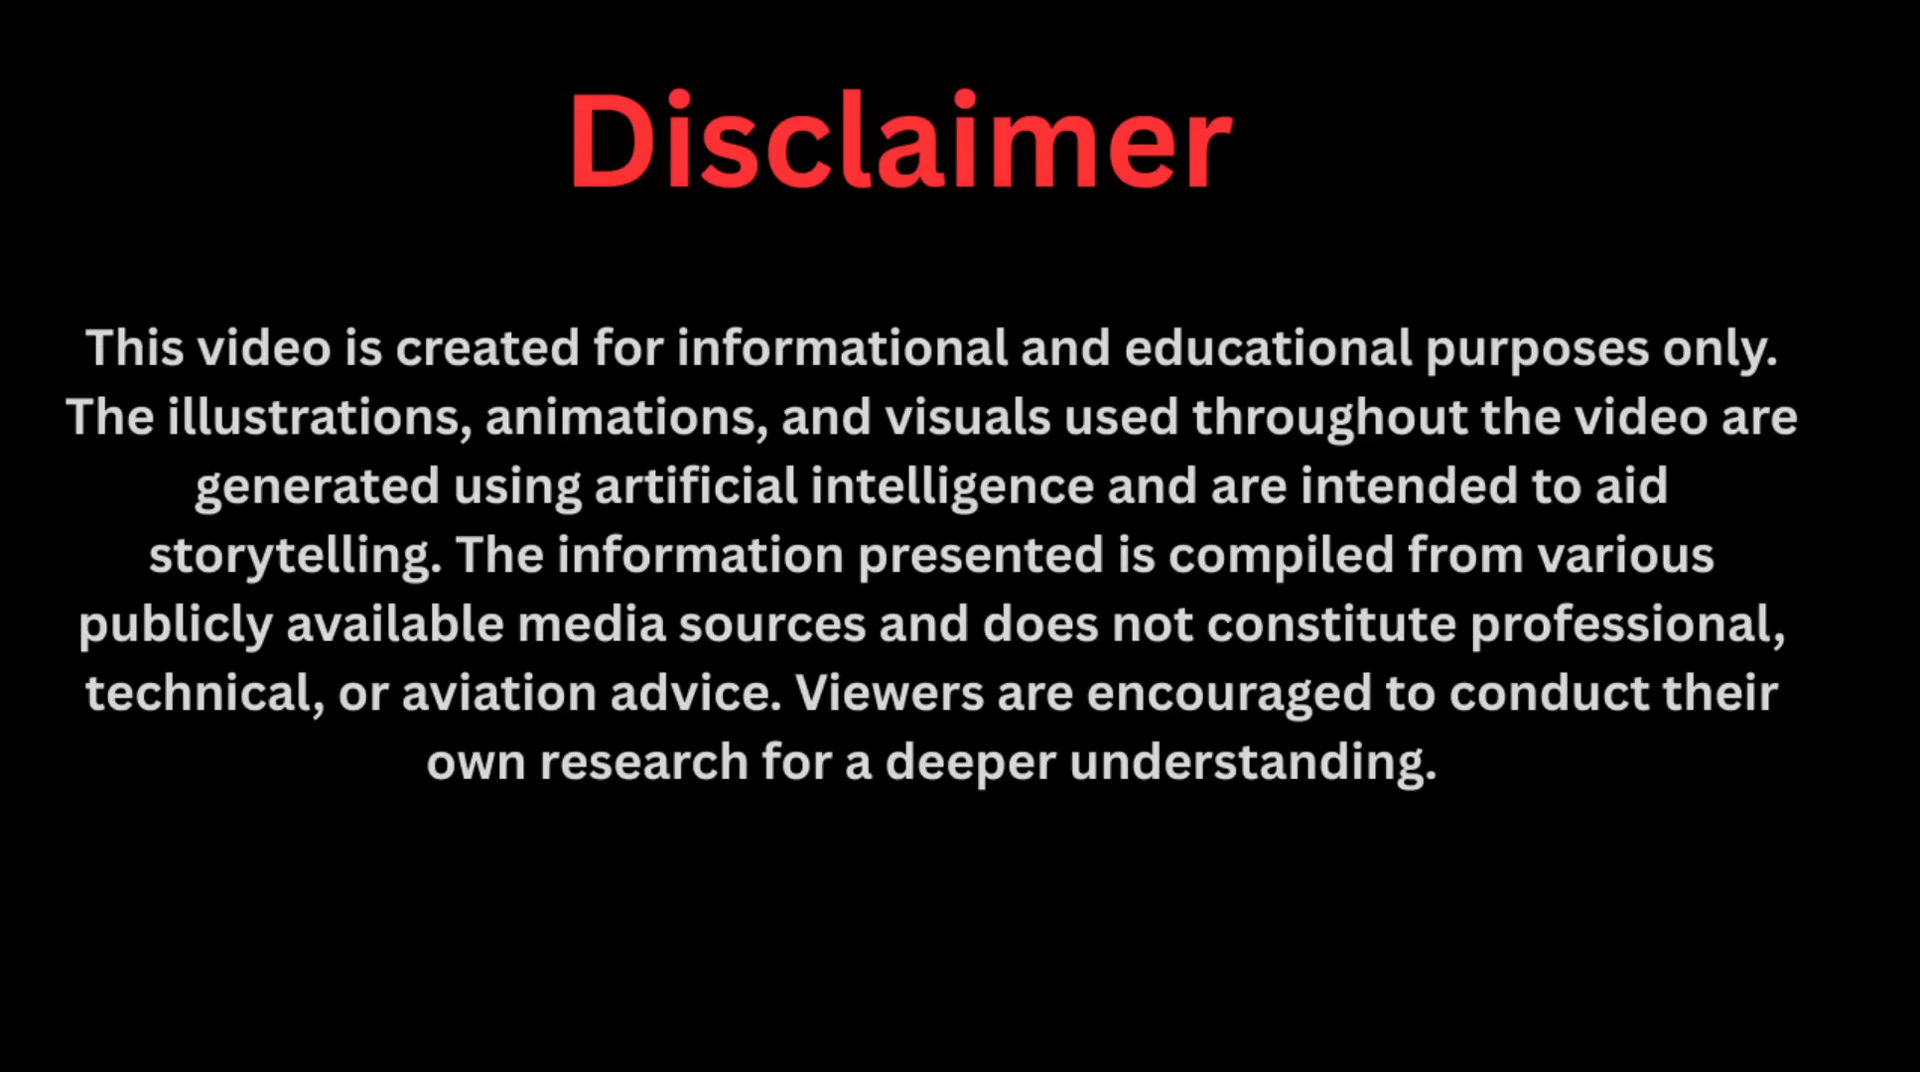 Disclaimer
This video is created for informational and educational purposes only.
The illustrations, animations, and visuals used throughout the video are
generated using artificial intelligence and are intended to aid
storytelling. The information presented is compiled from various
publicly available media sources and does not constitute professional,
technical, or aviation advice. Viewers are encouraged to conduct their
own research for a deeper understanding.